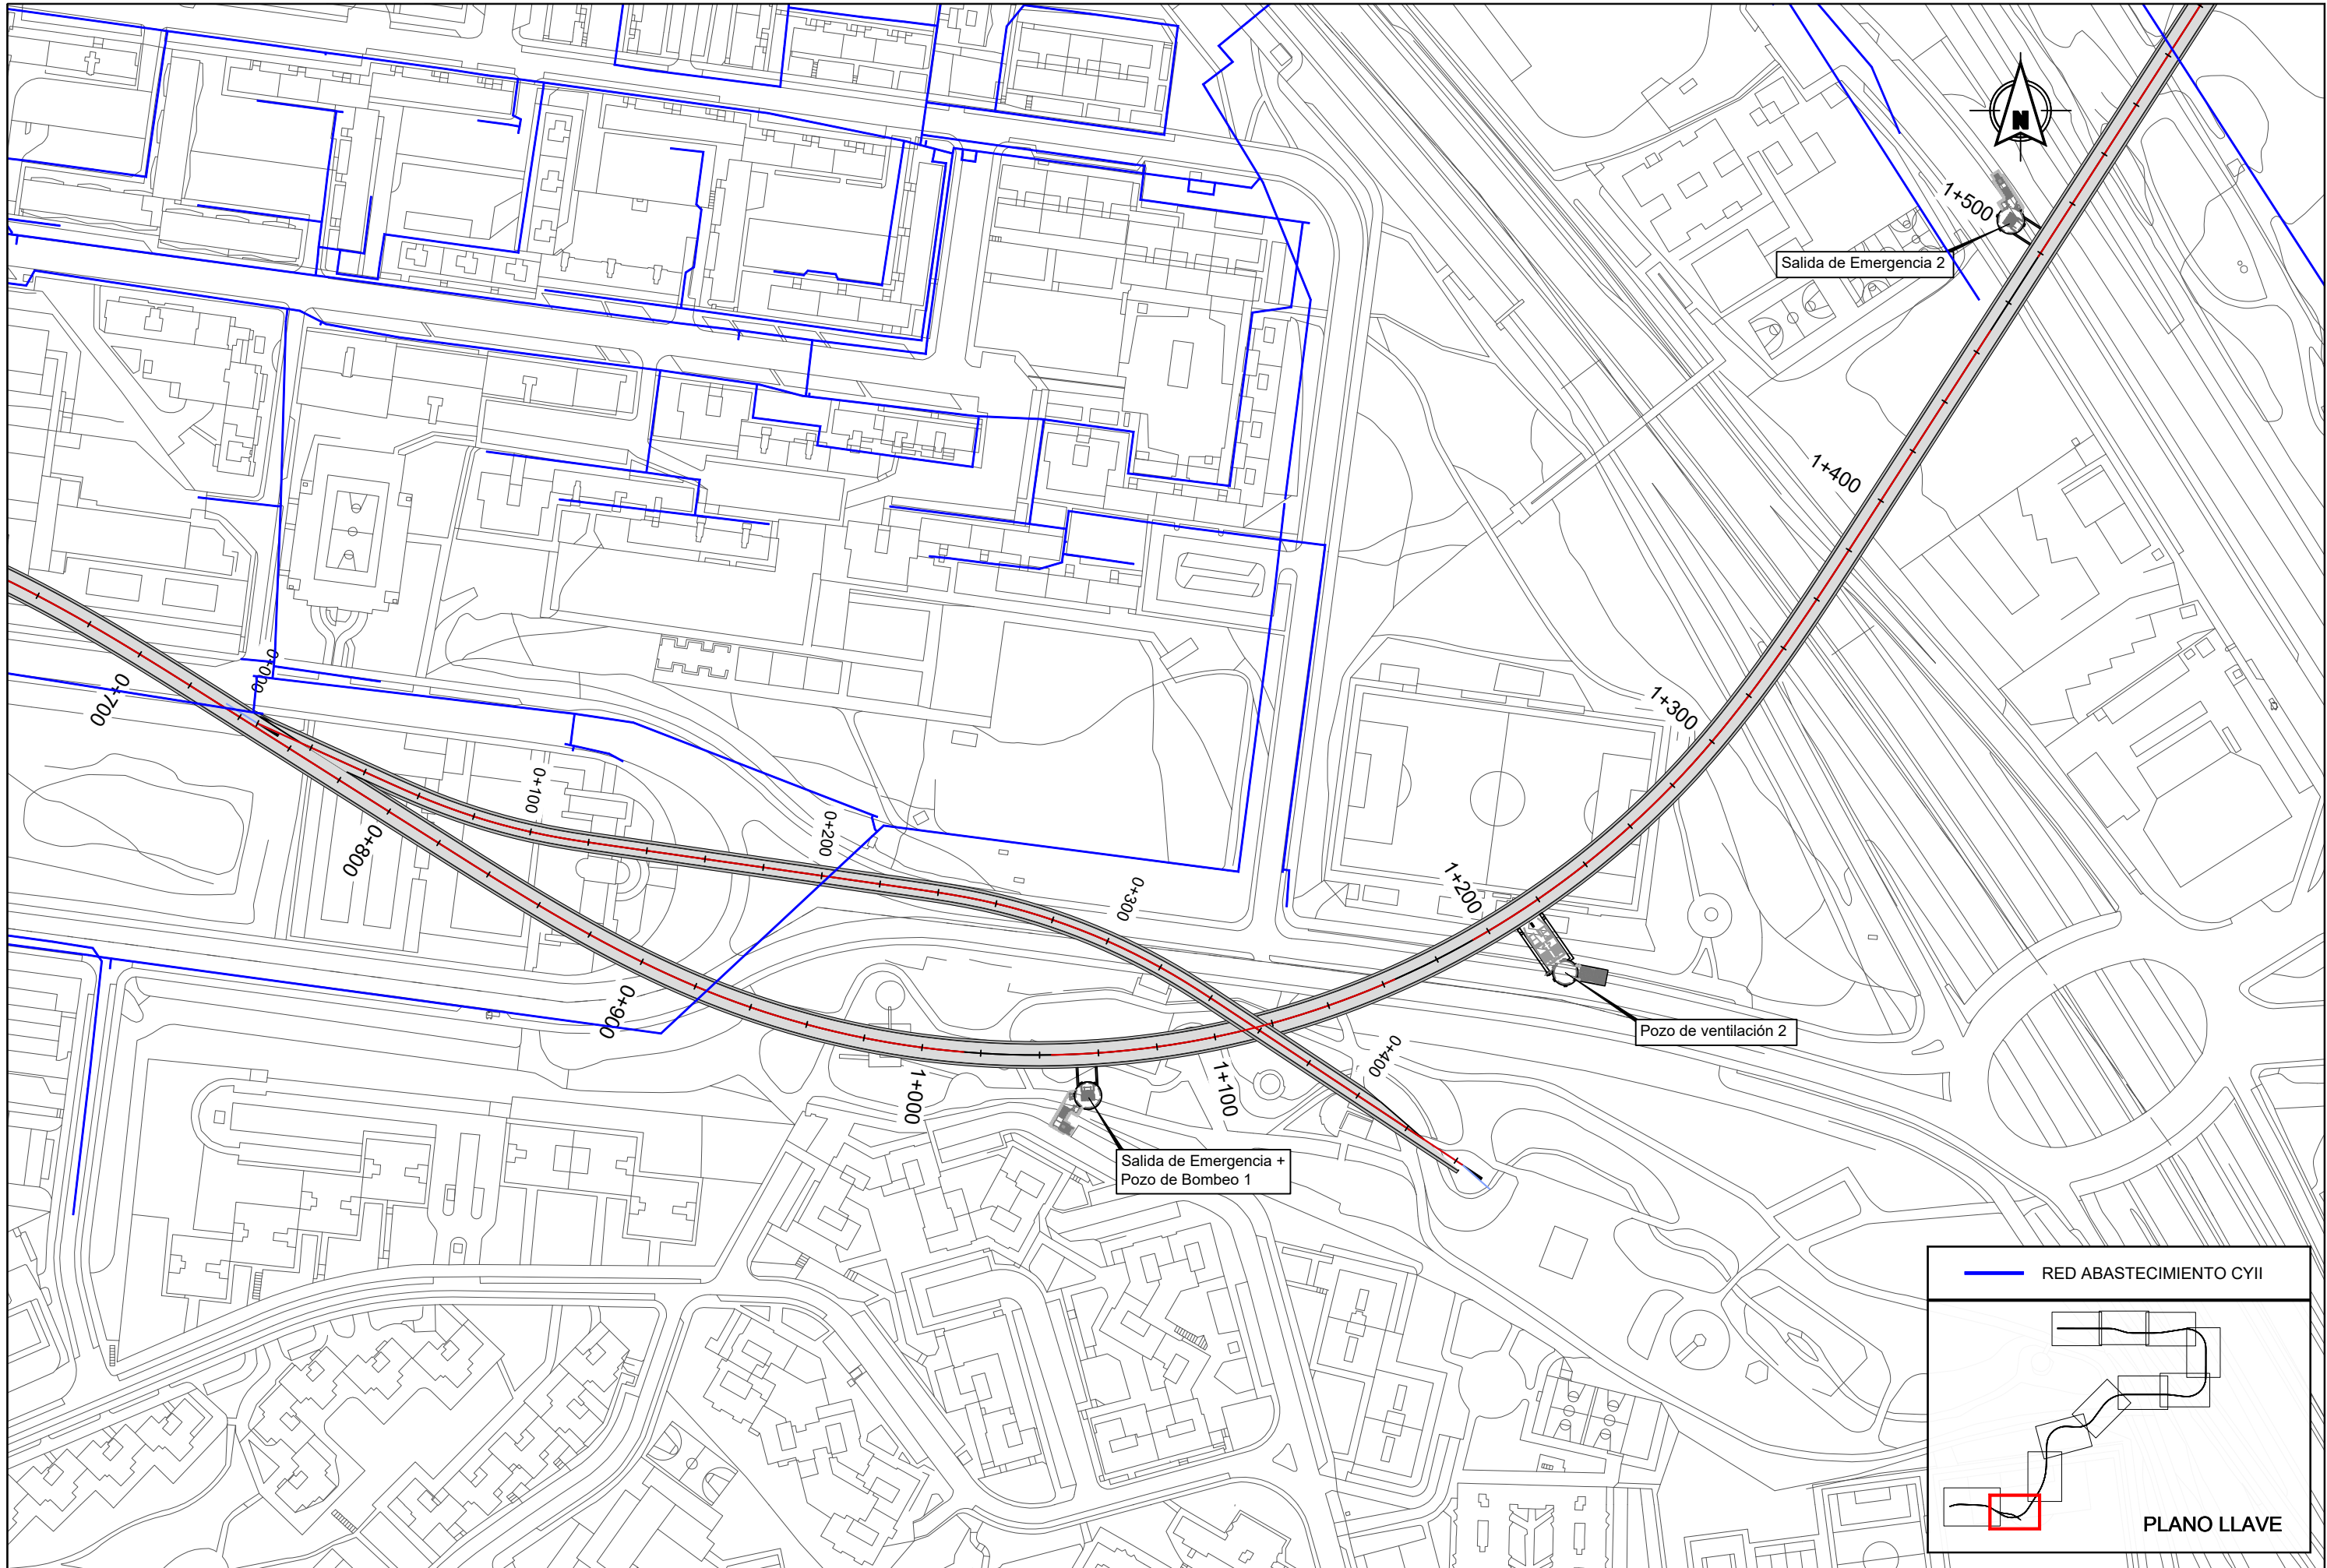 N
1+500
Salida de Emergencia 2
1+400
0+000
0+700
1+300
0+100
0+200
0+800
1+200
0+300
0+900
Pozo de ventilación 2
0+400
1+000
1+100
Salida de Emergencia +
Pozo de Bombeo 1
RED ABASTECIMIENTO CYII
PLANO LLAVE